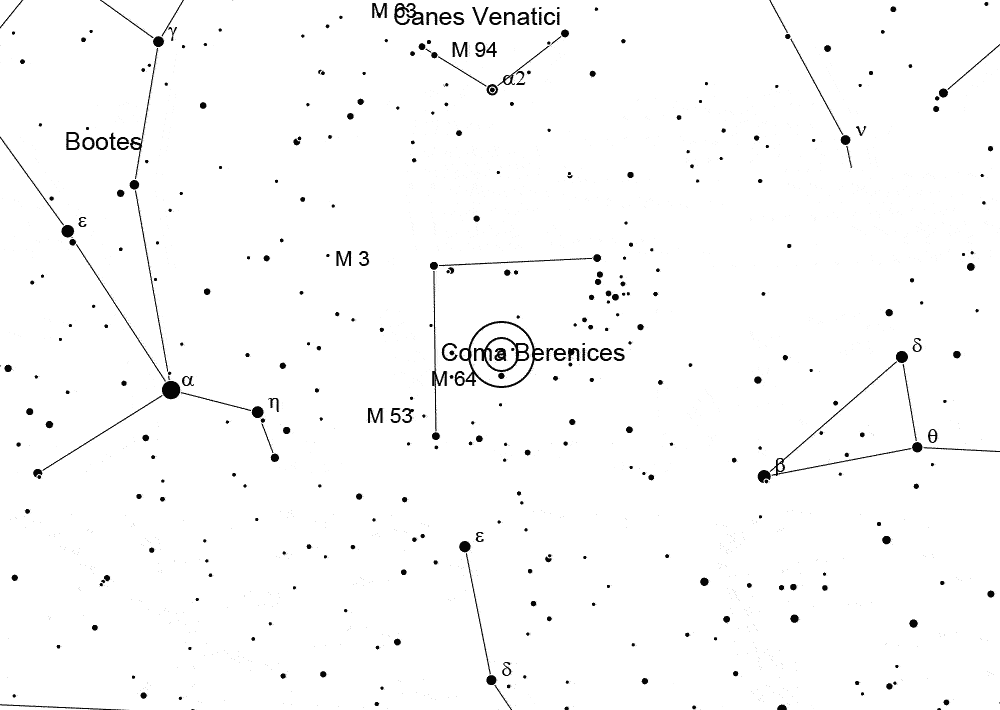 M 63
Canes Venatici
γ
M 94
α2
ν
Bootes
ε
M 3
δ
Coma Berenices
M 64
α
η
M 53
θ
β
ε
δ